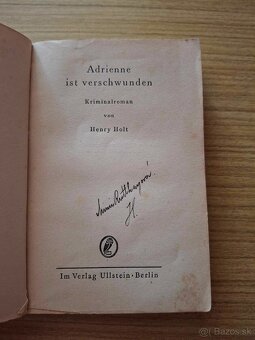 Adrienne
ist verschwunden
Kriminalroman
von
Henry Holt
H.
Im Verlag Ullstein · Berlin
bazos.sk